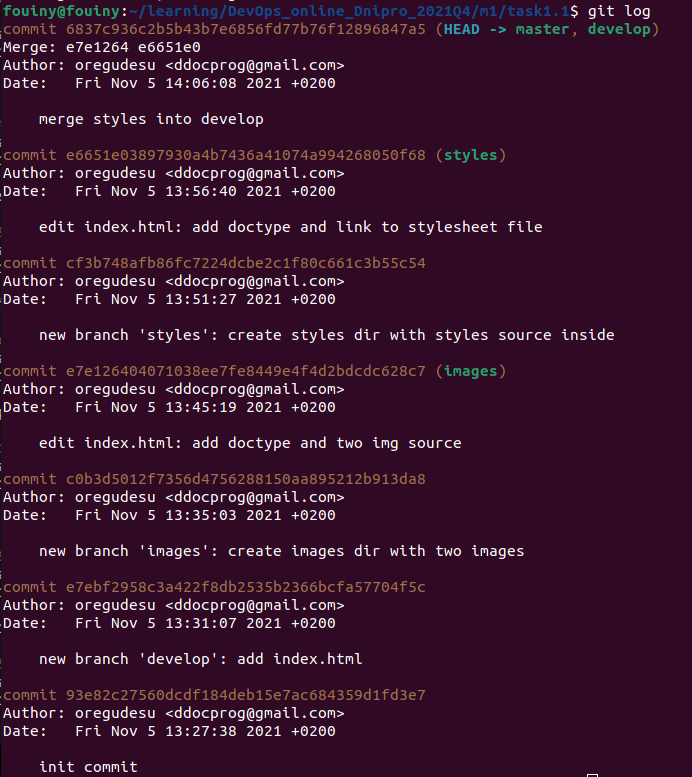 fouiny@fouiny:~/learning/DevOps_online_Dnipro_2021Q4/m1/task1.1$ git log
commit 6837c936c2b5b43b7e6856fd77b76f12896847a5 (HEAD -> master, develop)
Merge: e7e1264 e6651e0
Author: oregudesu <ddocprog@gmail.com>
Date:   Fri Nov 5 14:06:08 2021 +0200
    merge styles into develop
commit e6651e03897930a4b7436a41074a994268050f68 (styles)
Author: oregudesu <ddocprog@gmail.com>
Date:   Fri Nov 5 13:56:40 2021 +0200
    edit index.html: add doctype and link to stylesheet file
commit cf3b748afb86fc7224dcbe2c1f80c661c3b55c54
Author: oregudesu <ddocprog@gmail.com>
Date:   Fri Nov 5 13:51:27 2021 +0200
    new branch 'styles': create styles dir with styles source inside
commit e7e126404071038ee7fe8449e4f4d2bdcdc628c7 (images)
Author: oregudesu <ddocprog@gmail.com>
Date:   Fri Nov 5 13:45:19 2021 +0200
    edit index.html: add doctype and two img source
commit c0b3d5012f7356d4756288150aa895212b913da8
Author: oregudesu <ddocprog@gmail.com>
Date:   Fri Nov 5 13:35:03 2021 +0200
    new branch 'images': create images dir with two images
commit e7ebf2958c3a422f8db2535b2366bcfa57704f5c
Author: oregudesu <ddocprog@gmail.com>
Date:   Fri Nov 5 13:31:07 2021 +0200
    new branch 'develop': add index.html
commit 93e82c27560dcdf184deb15e7ac684359d1fd3e7
Author: oregudesu <ddocprog@gmail.com>
Date:   Fri Nov 5 13:27:38 2021 +0200
    init commit